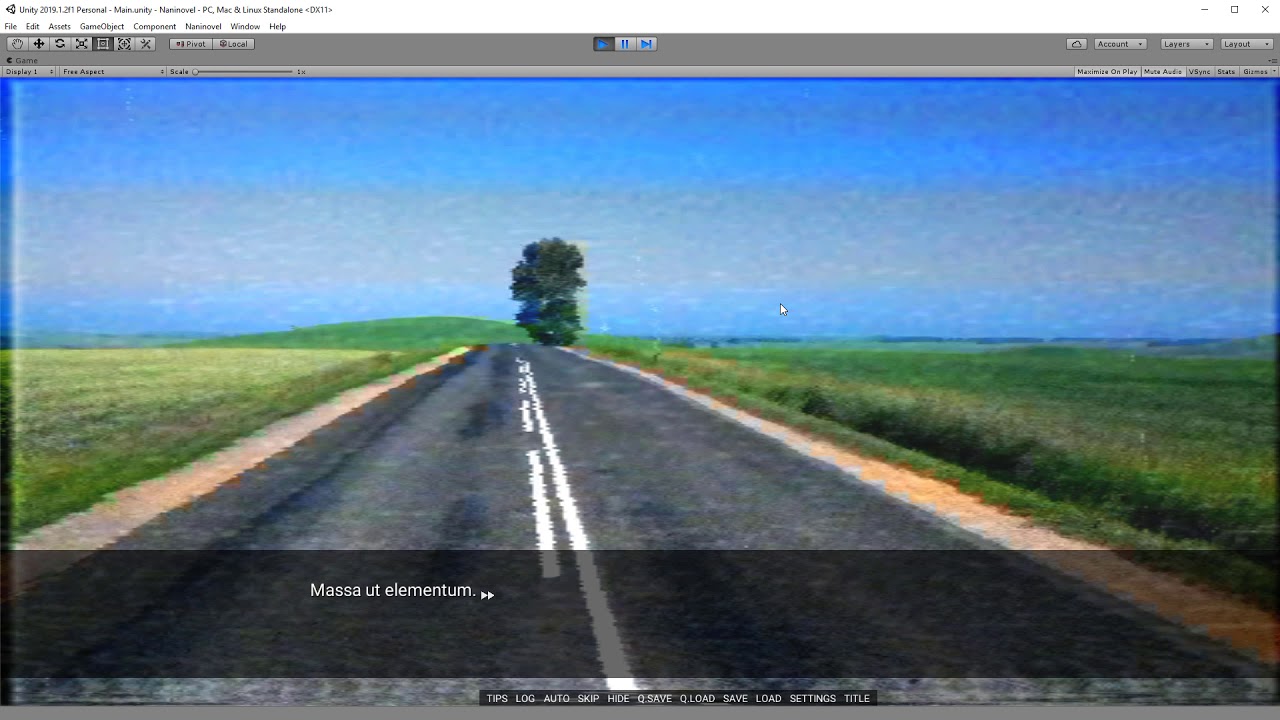 Unity 2019.1.2f1 Personal - Main.unity - Naninovel - PC, Mac & Linux Standalone <DX11>
File Edit Assets GameObject Component Naninovel Window Help
Pivot Local Account Layers Layout
Game
Display 1 Free Aspect Scale 1x Maximize On Play Mute Audio VSync Stats Gizmos
Massa ut elementum.
TIPS LOG AUTO SKIP HIDE Q.SAVE Q.LOAD SAVE LOAD SETTINGS TITLE